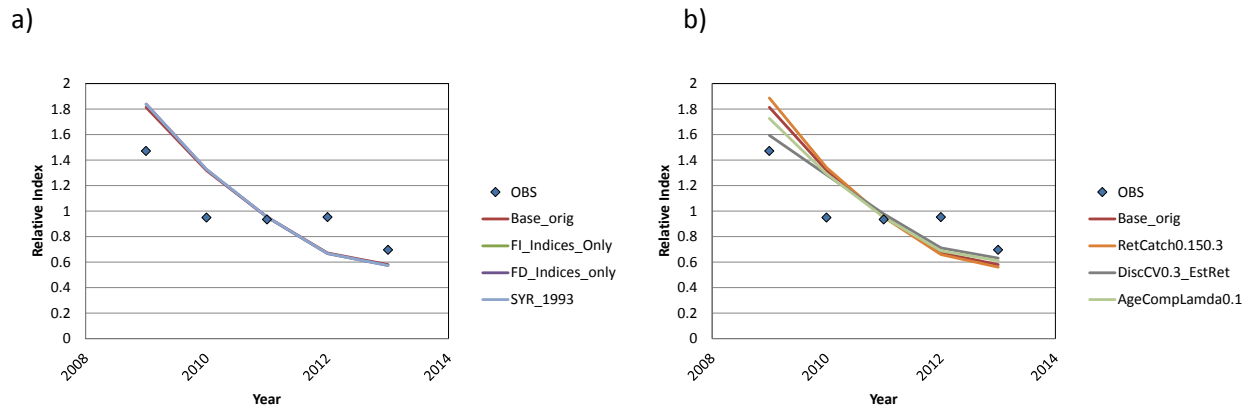 a)
Relative Index
2
1.8
1.6
1.4
1.2
1
0.8
0.6
0.4
0.2
0
2008
2010
2012
2014
Year
OBS
Base_orig
FI_Indices_Only
FD_Indices_only
SYR_1993
b)
Relative Index
2
1.8
1.6
1.4
1.2
1
0.8
0.6
0.4
0.2
0
2008
2010
2012
2014
Year
OBS
Base_orig
RetCatch0.150.3
DiscCV0.3_EstRet
AgeCompLamda0.1